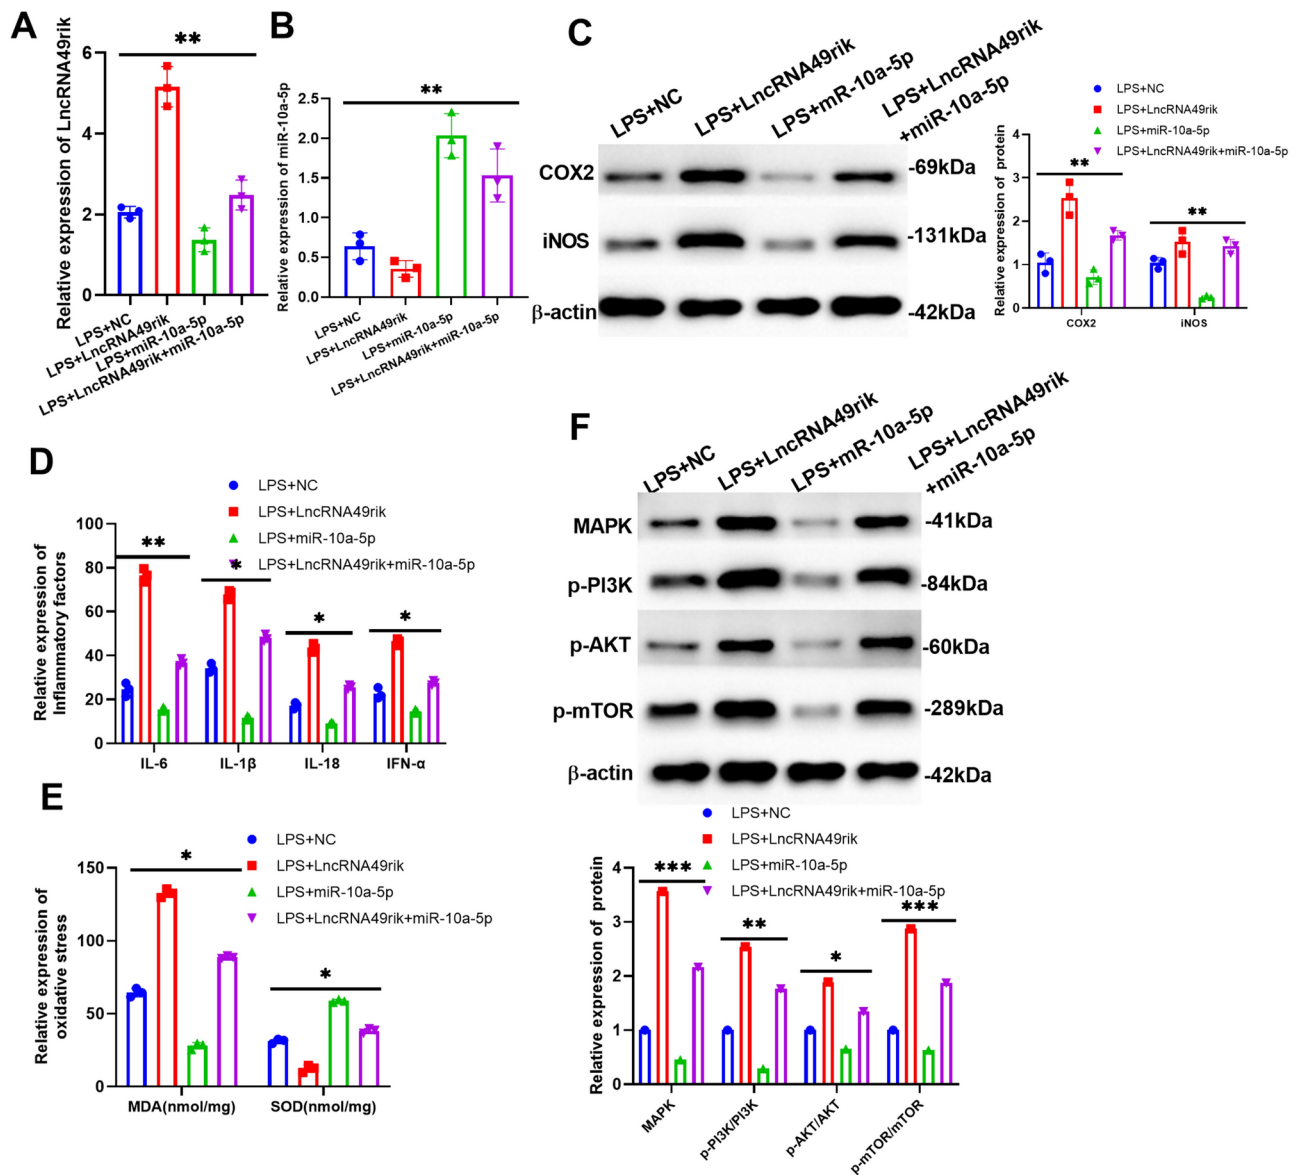 A
Relative expression of LncRNA49rik
**
6
4
2
0
LPS+NC
LPS+LncRNA49rik
LPS+miR-10a-5p
LPS+LncRNA49rik+miR-10a-5p
B
Relative expression of miR-10a-5p
**
2.5
2.0
1.5
1.0
0.5
0.0
LPS+NC
LPS+LncRNA49rik
LPS+miR-10a-5p
LPS+LncRNA49rik+miR-10a-5p
C
LPS+NC
LPS+LncRNA49rik
LPS+mR-10a-5p
LPS+LncRNA49rik
+miR-10a-5p
COX2
-69kDa
iNOS
-131kDa
β-actin
-42kDa
LPS+NC
LPS+LncRNA49rik
LPS+miR-10a-5p
LPS+LncRNA49rik+miR-10a-5p
Relative expression of protein
4
3
2
1
0
**
**
COX2
iNOS
D
LPS+NC
LPS+LncRNA49rik
LPS+miR-10a-5p
LPS+LncRNA49rik+miR-10a-5p
Relative expression of
Inflammatory factors
100
80
60
40
20
0
**
*
*
*
IL-6
IL-1β
IL-18
IFN-α
E
LPS+NC
LPS+LncRNA49rik
LPS+miR-10a-5p
LPS+LncRNA49rik+miR-10a-5p
Relative expression of
oxidative stress
150
100
50
0
*
*
MDA(nmol/mg)
SOD(nmol/mg)
F
LPS+NC
LPS+LncRNA49rik
LPS+mR-10a-5p
LPS+LncRNA49rik
+miR-10a-5p
MAPK
-41kDa
p-PI3K
-84kDa
p-AKT
-60kDa
p-mTOR
-289kDa
β-actin
-42kDa
LPS+NC
LPS+LncRNA49rik
LPS+miR-10a-5p
LPS+LncRNA49rik+miR-10a-5p
Relative expression of protein
4
3
2
1
0
***
**
*
***
MAPK
p-PI3K/PI3K
p-AKT/AKT
p-mTOR/mTOR